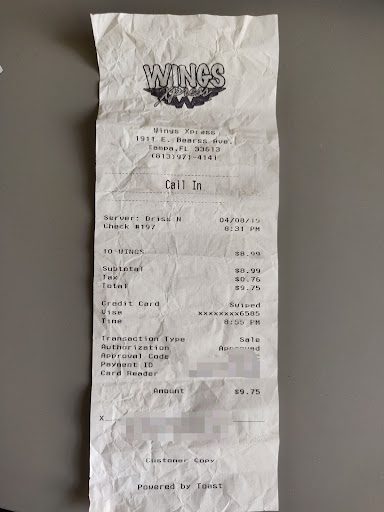 WINGS
Xpress
Wings Xpress
1911 E. Bearss Ave.
Tampa,FL 33613
(813)971-4141
Call In
Server: Driss N 04/08/15
Check #197 8:31 PM
10 WINGS $8.99
Subtotal $8.99
Tax $0.76
Total $9.75
Credit Card Swiped
Visa xxxxxxxx6585
Time 8:55 PM
Transaction Type Sale
Authorization Approved
Approval Code
Payment ID
Card Reader
Amount $9.75
x
Customer Copy
Powered by Toast